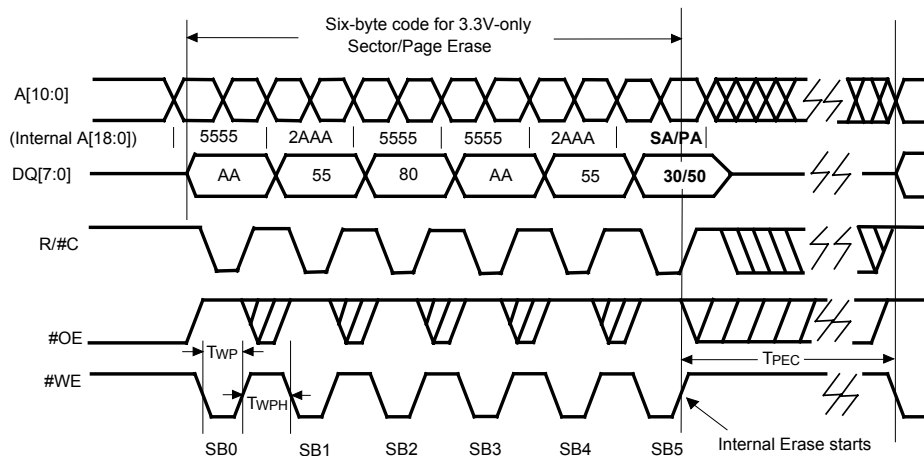 Six-byte code for 3.3V-only
Sector/Page Erase
A[10:0]
(Internal A[18:0])
5555 2AAA 5555 5555 2AAA SA/PA
DQ[7:0]
AA 55 80 AA 55 30/50
R/#C
#OE
TWP
TPEC
#WE
TWPH
SB0 SB1 SB2 SB3 SB4 SB5
Internal Erase starts